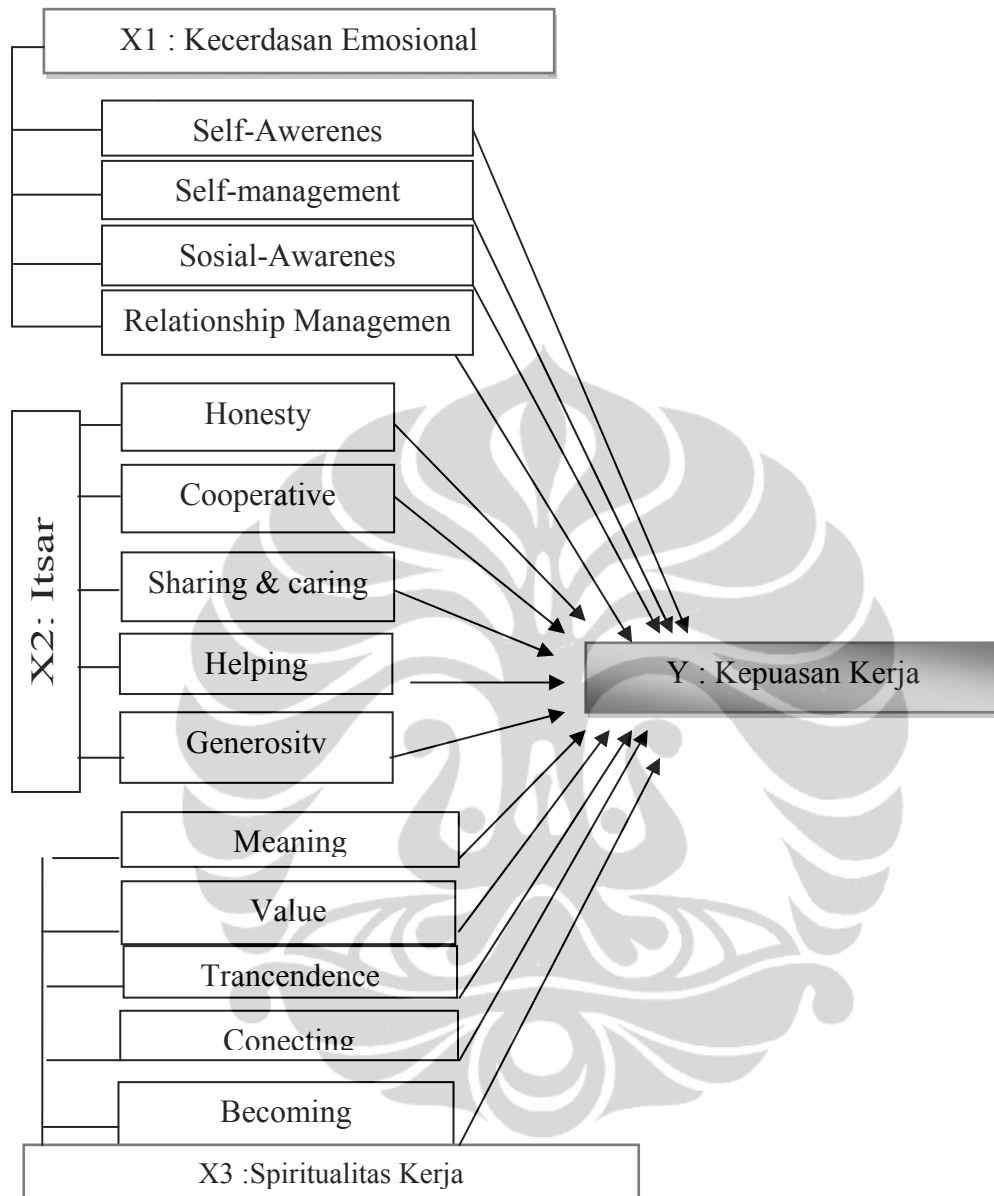 X1 : Kecerdasan Emosional
Self-Awerenes
Self-management
Sosial-Awarenes
Relationship Managemen
X2: Itsar
Honesty
Cooperative
Sharing & caring
Helping
Generosity
Y : Kepuasan Kerja
Meaning
Value
Trancendence
Conecting
Becoming
X3 :Spiritualitas Kerja